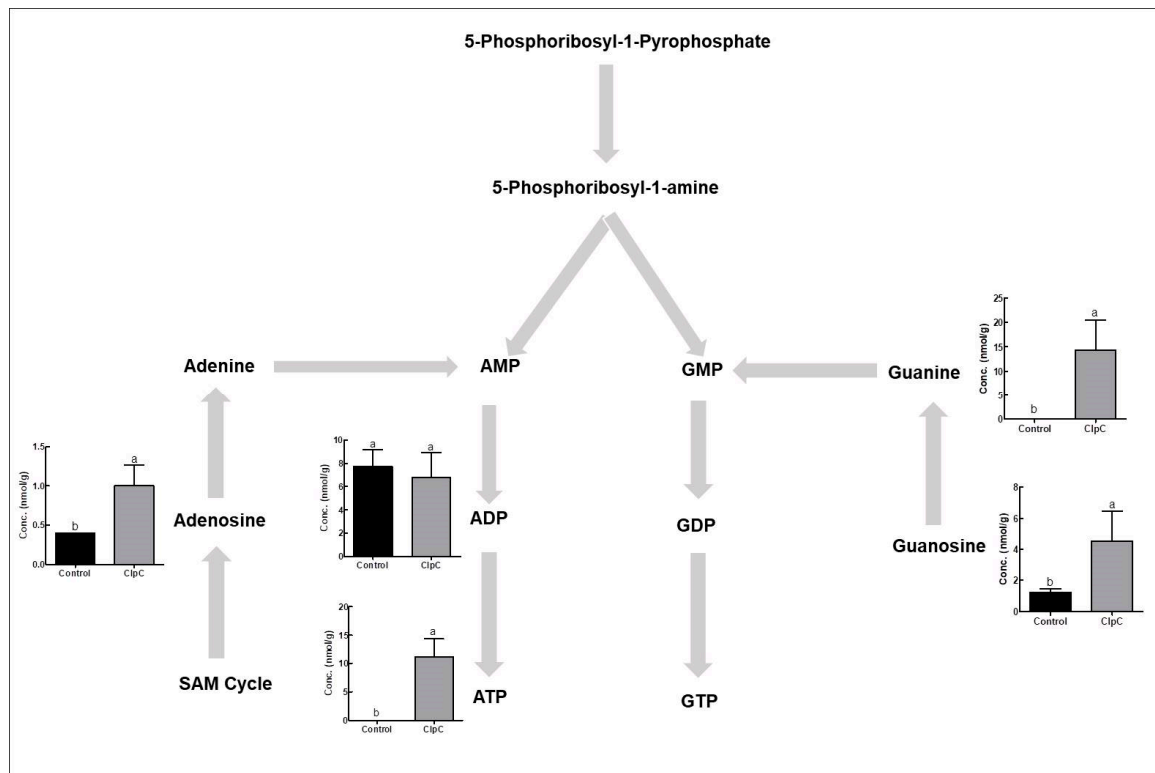 5-Phosphoribosyl-1-Pyrophosphate
5-Phosphoribosyl-1-amine
Adenine
AMP
GMP
Guanine
Conc. (nmol/g)
25
20
15
10
5
0
b
a
Control
ClpC
Conc. (nmol/g)
1.5
1.0
0.5
0.0
b
a
Control
ClpC
Adenosine
Conc. (nmol/g)
10
8
6
4
2
0
a
a
Control
ClpC
ADP
GDP
Guanosine
Conc. (nmol/g)
8
6
4
2
0
b
a
Control
ClpC
SAM Cycle
Conc. (nmol/g)
20
15
10
5
0
b
a
Control
ClpC
ATP
GTP